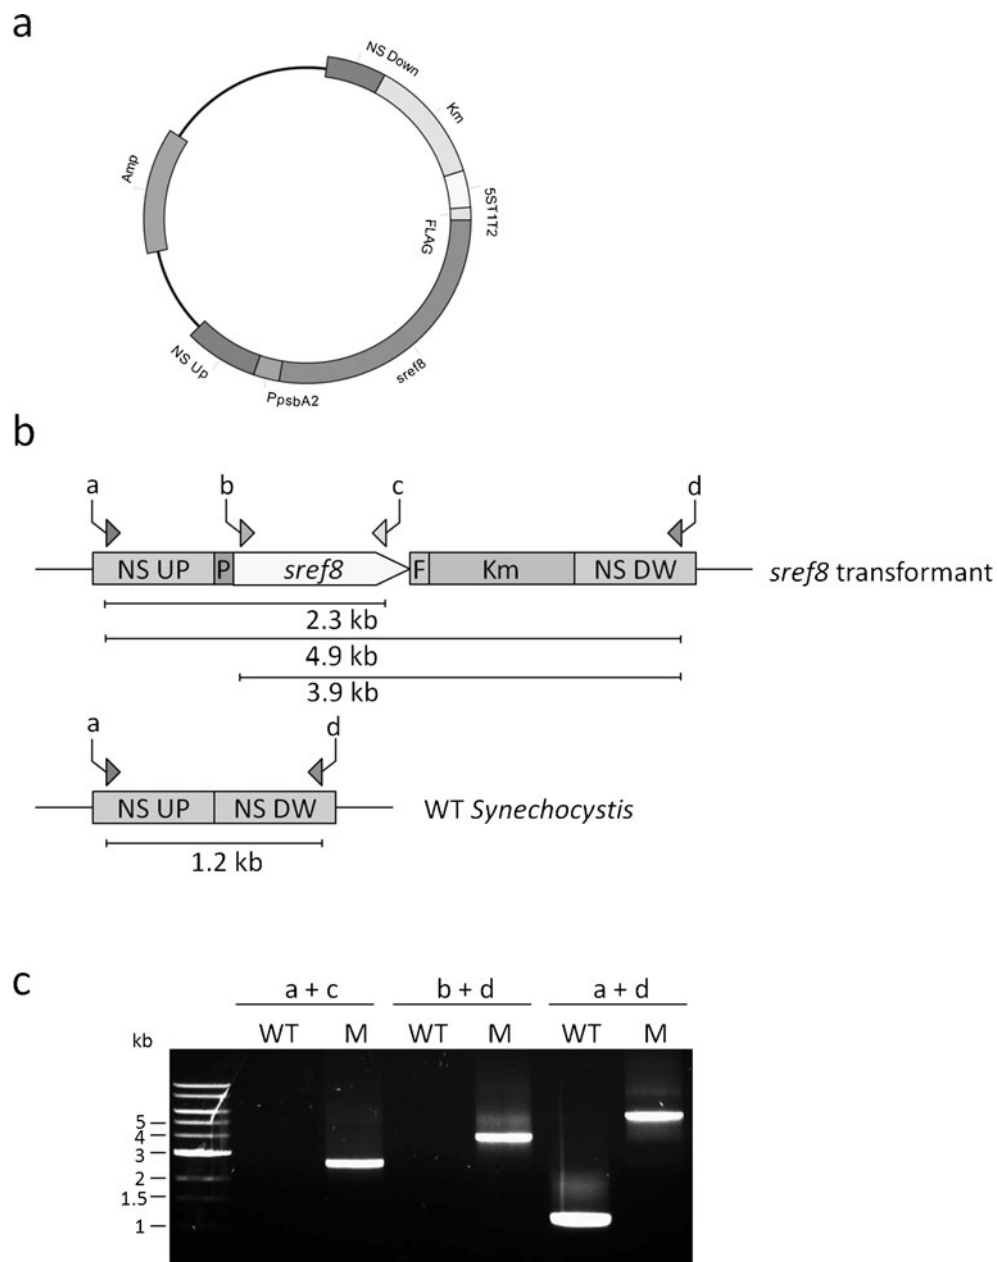 a
NS Down
Km
5ST1T2
FLAG
sref8
PpsbA2
NS Up
Amp
b
a b c d
NS UP P sref8 F Km NS DW
sref8 transformant
2.3 kb
4.9 kb
3.9 kb
a d
NS UP NS DW
WT Synechocystis
1.2 kb
c
a + c b + d a + d
kb WT M WT M WT M
5
4
3
2
1.5
1